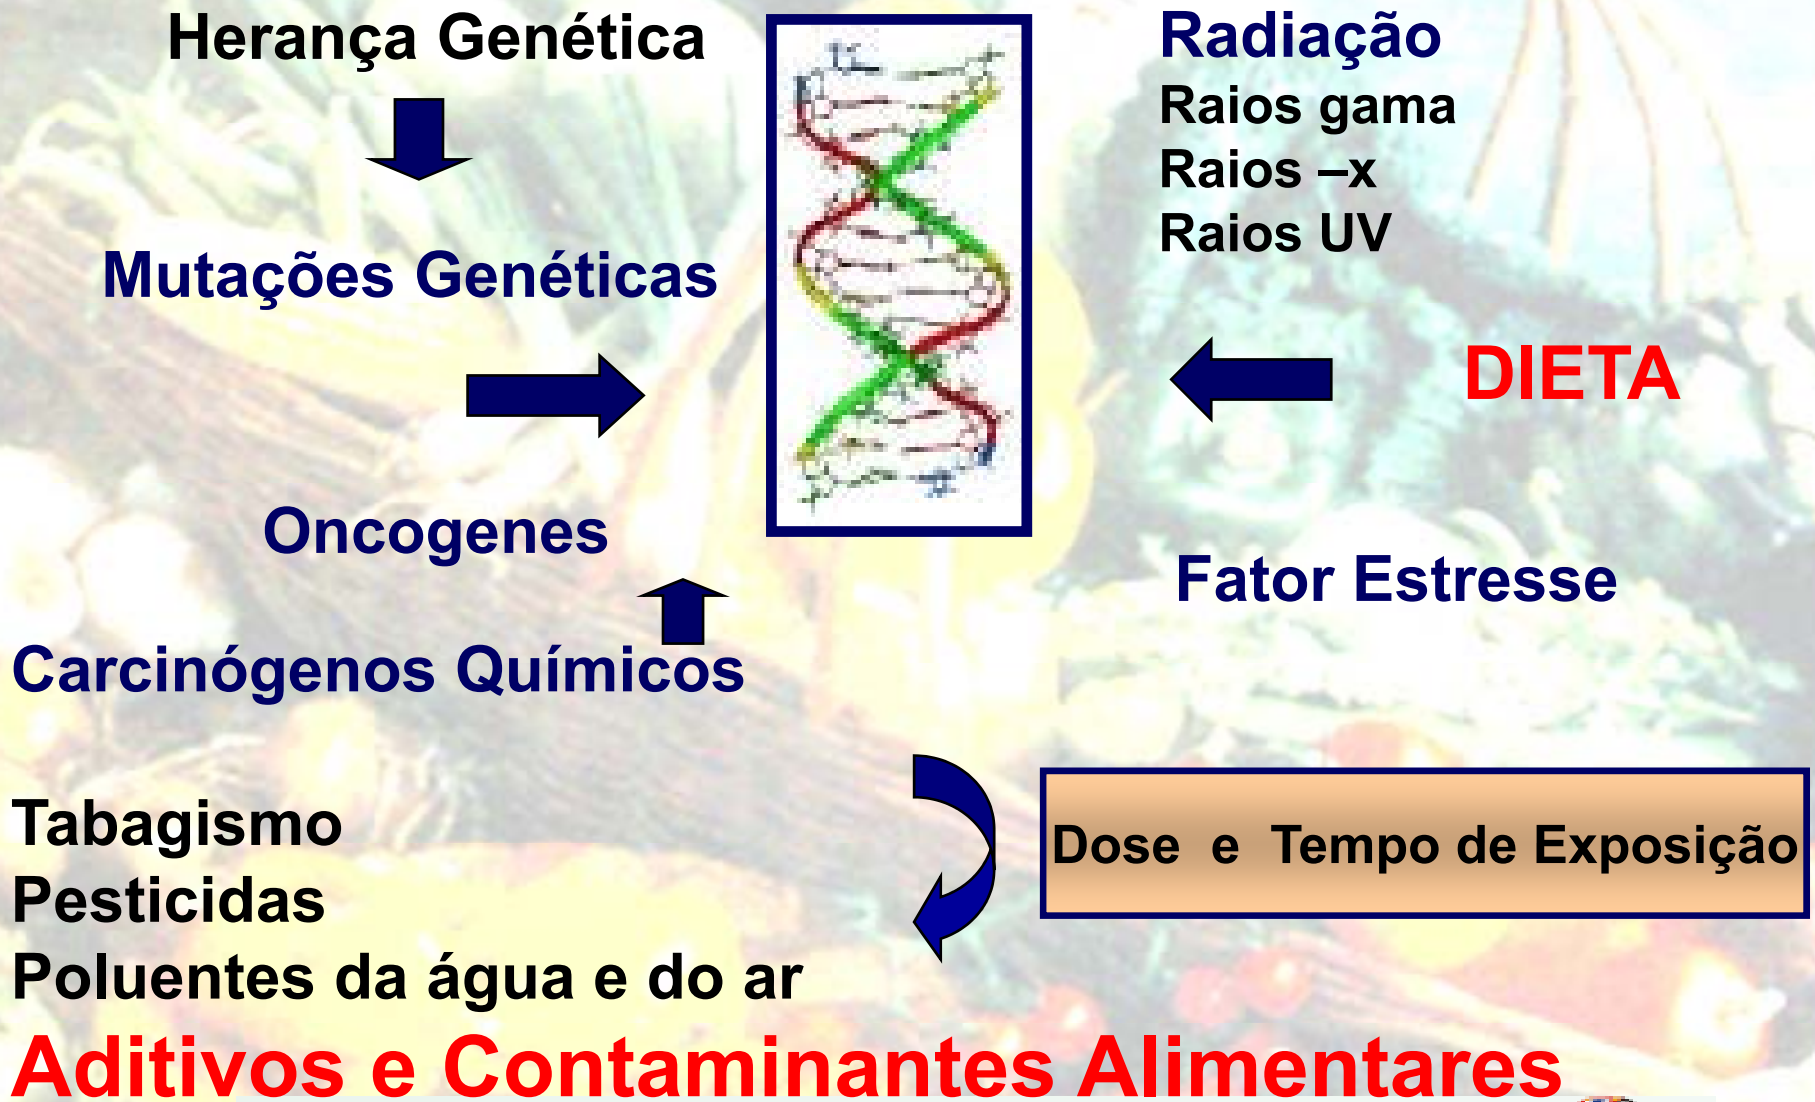 Herança Genética
Mutações Genéticas
Oncogenes
Carcinógenos Químicos
Tabagismo
Pesticidas
Poluentes da água e do ar
Aditivos e Contaminantes Alimentares
Radiação
Raios gama
Raios –x
Raios UV
DIETA
Fator Estresse
Dose e Tempo de Exposição